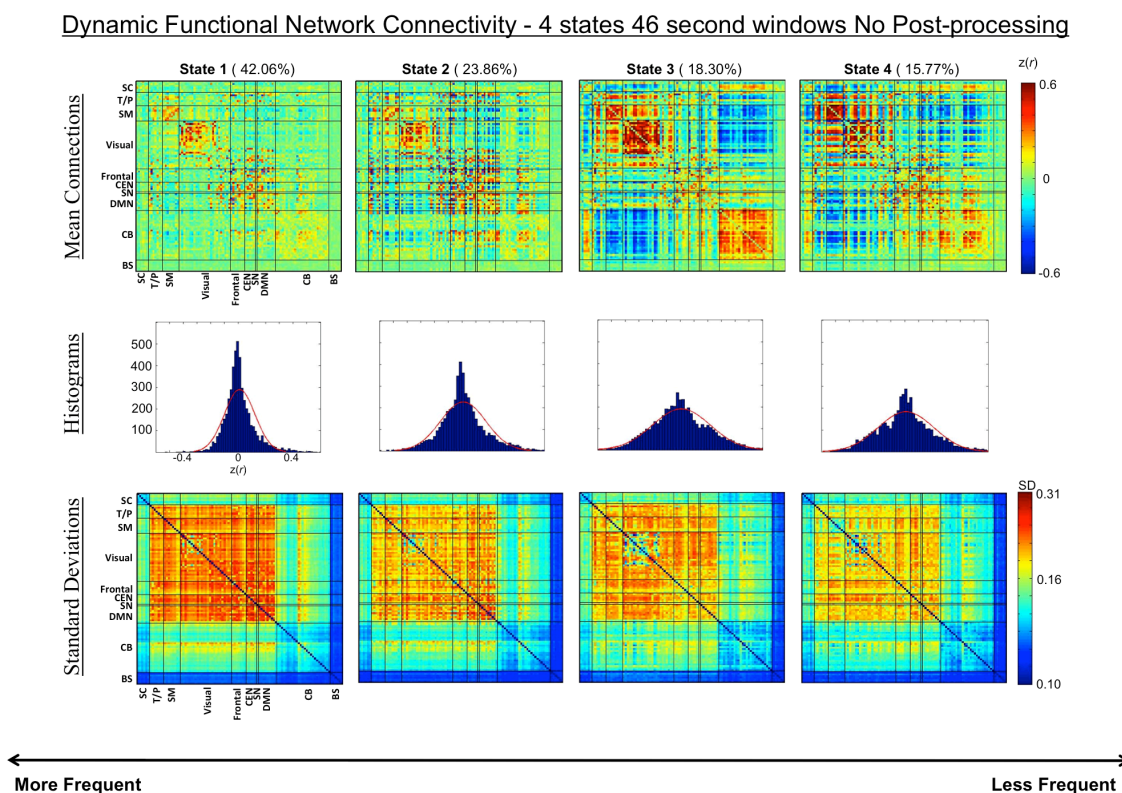 Dynamic Functional Network Connectivity - 4 states 46 second windows No Post-processing
State 1 ( 42.06%)
State 2 ( 23.86%)
State 3 ( 18.30%)
State 4 ( 15.77%)
z(r)
Mean Connections
SC
T/P
SM
Visual
Frontal
CEN
SN
DMN
CB
BS
SC
T/P
SM
Visual
Frontal
CEN
SN
DMN
CB
BS
0.6
0
-0.6
Histograms
500
400
300
200
100
-0.4
0
0.4
z(r)
Standard Deviations
SC
T/P
SM
Visual
Frontal
CEN
SN
DMN
CB
BS
SC
T/P
SM
Visual
Frontal
CEN
SN
DMN
CB
BS
SD
0.31
0.16
0.10
More Frequent
Less Frequent